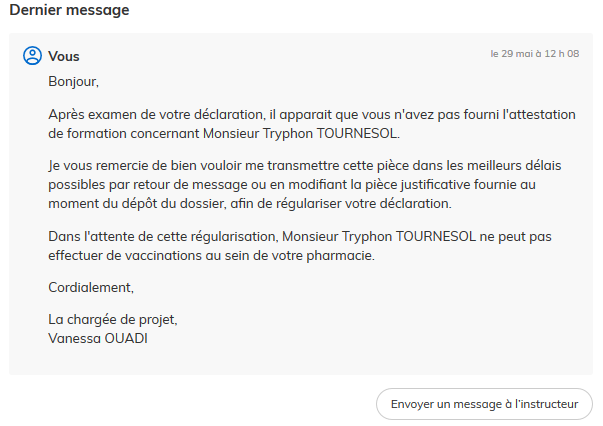 Dernier message
Vous
le 29 mai à 12 h 08
Bonjour,
Après examen de votre déclaration, il apparait que vous n'avez pas fourni l'attestation
de formation concernant Monsieur Tryphon TOURNESOL.
Je vous remercie de bien vouloir me transmettre cette pièce dans les meilleurs délais
possibles par retour de message ou en modifiant la pièce justificative fournie au
moment du dépôt du dossier, afin de régulariser votre déclaration.
Dans l'attente de cette régularisation, Monsieur Tryphon TOURNESOL ne peut pas
effectuer de vaccinations au sein de votre pharmacie.
Cordialement,
La chargée de projet,
Vanessa OUADI
Envoyer un message à l'instructeur